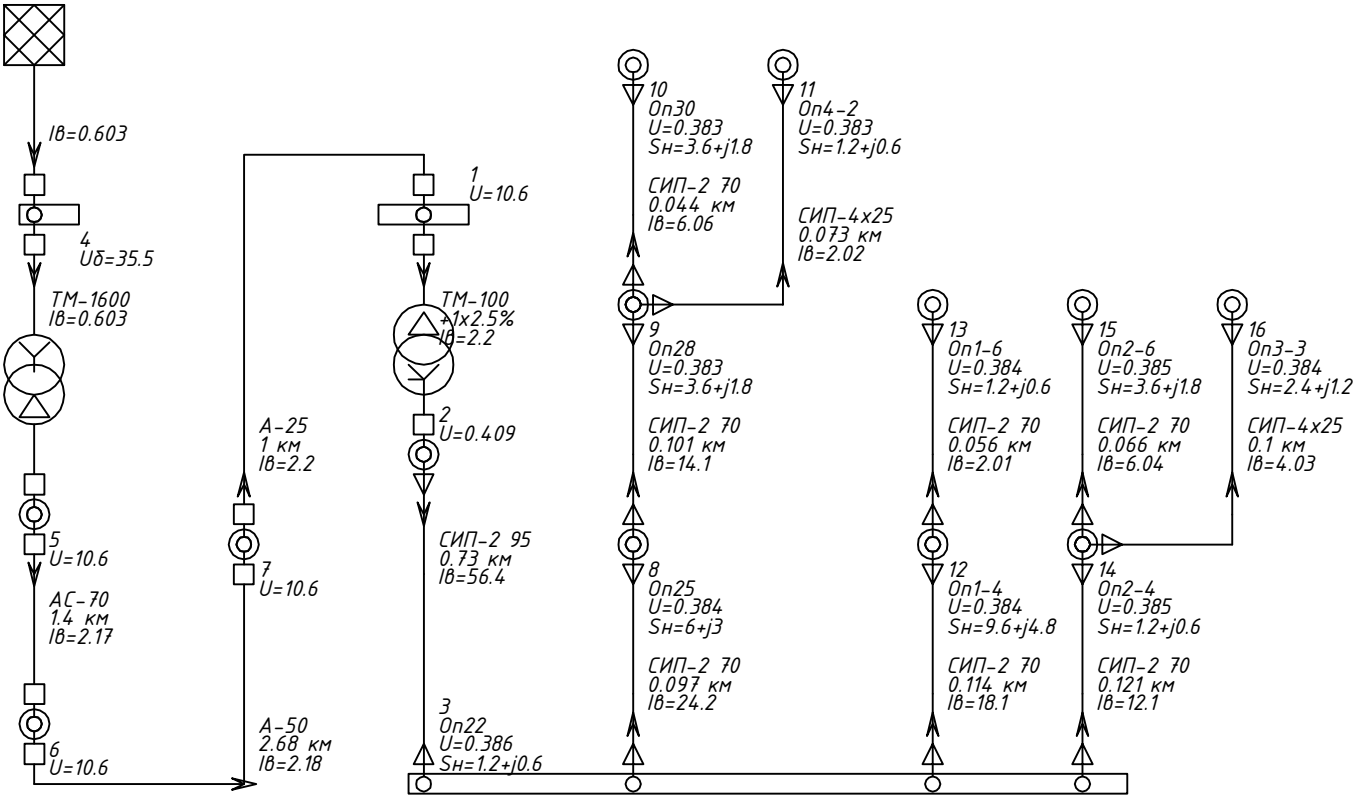 Iв=0.603
4
Uб=35.5
ТМ-1600
Iв=0.603
5
U=10.6
АС-70
1.4 км
Iв=2.17
6
U=10.6
А-50
2.68 км
Iв=2.18
7
U=10.6
А-25
1 км
Iв=2.2
1
U=10.6
ТМ-100
+1х2.5%
Iв=2.2
2
U=0.409
СИП-2 95
0.73 км
Iв=56.4
3
Оп22
U=0.386
Sн=1.2+j0.6
10
Оп30
U=0.383
Sн=3.6+j1.8
СИП-2 70
0.044 км
Iв=6.06
11
Оп4-2
U=0.383
Sн=1.2+j0.6
СИП-4х25
0.073 км
Iв=2.02
9
Оп28
U=0.383
Sн=3.6+j1.8
СИП-2 70
0.101 км
Iв=14.1
8
Оп25
U=0.384
Sн=6+j3
СИП-2 70
0.097 км
Iв=24.2
13
Оп1-6
U=0.384
Sн=1.2+j0.6
СИП-2 70
0.056 км
Iв=2.01
12
Оп1-4
U=0.384
Sн=9.6+j4.8
СИП-2 70
0.114 км
Iв=18.1
15
Оп2-6
U=0.385
Sн=3.6+j1.8
СИП-2 70
0.066 км
Iв=6.04
14
Оп2-4
U=0.385
Sн=1.2+j0.6
СИП-2 70
0.121 км
Iв=12.1
16
Оп3-3
U=0.384
Sн=2.4+j1.2
СИП-4х25
0.1 км
Iв=4.03